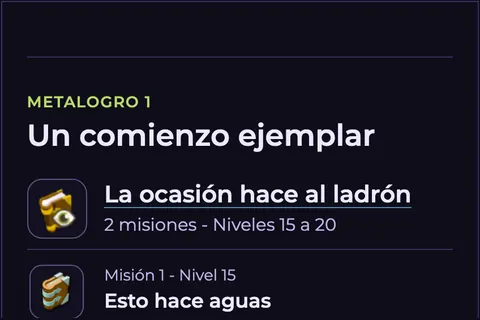 METALOGRO 1
Un comienzo ejemplar
La ocasión hace al ladrón
2 misiones - Niveles 15 a 20
Misión 1 - Nivel 15
Esto hace aguas